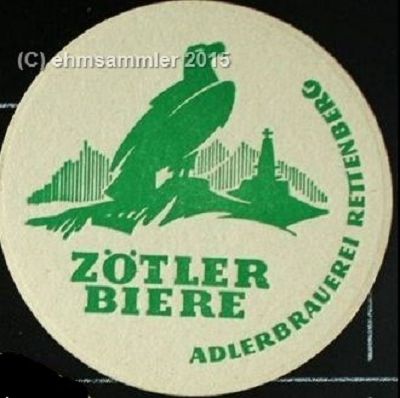 (C) ehmsammler 2015
ZÖTLER
BIERE
ADLERBRAUEREI RETTENBERG